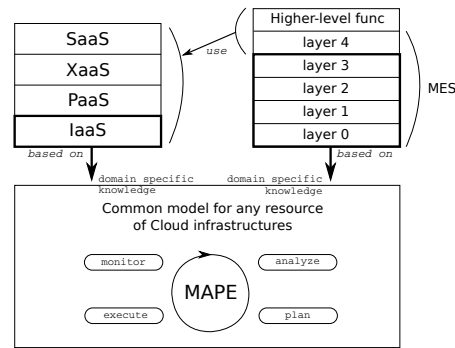 Higher-level func
layer 4
layer 3
layer 2
layer 1
layer 0
MES
SaaS
XaaS
PaaS
IaaS
use
based on
based on
domain specific
knowledge
domain specific
knowledge
Common model for any resource
of Cloud infrastructures
monitor
analyze
MAPE
execute
plan